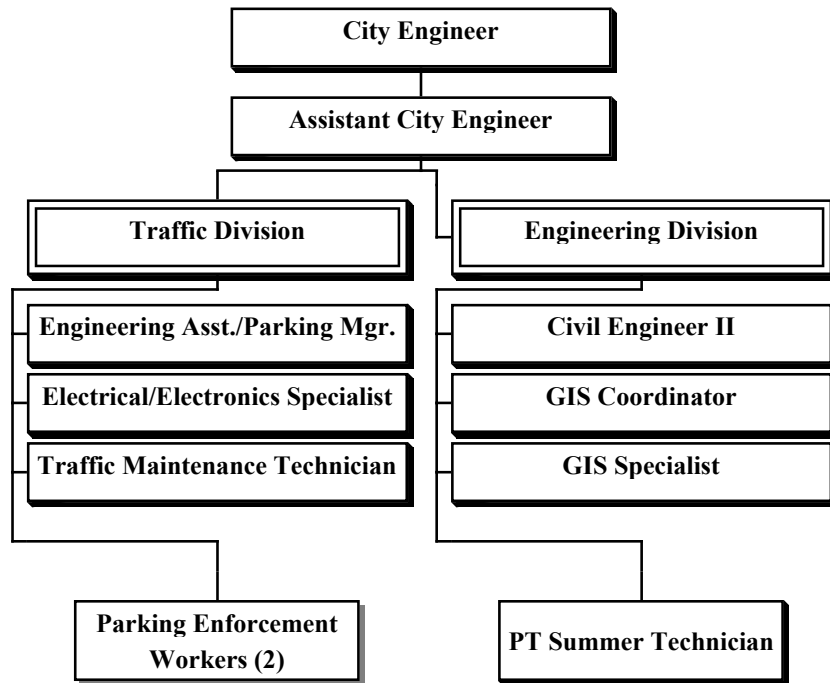 City Engineer
Assistant City Engineer
Traffic Division
Engineering Division
Engineering Asst./Parking Mgr.
Electrical/Electronics Specialist
Traffic Maintenance Technician
Civil Engineer II
GIS Coordinator
GIS Specialist
Parking Enforcement
Workers (2)
PT Summer Technician